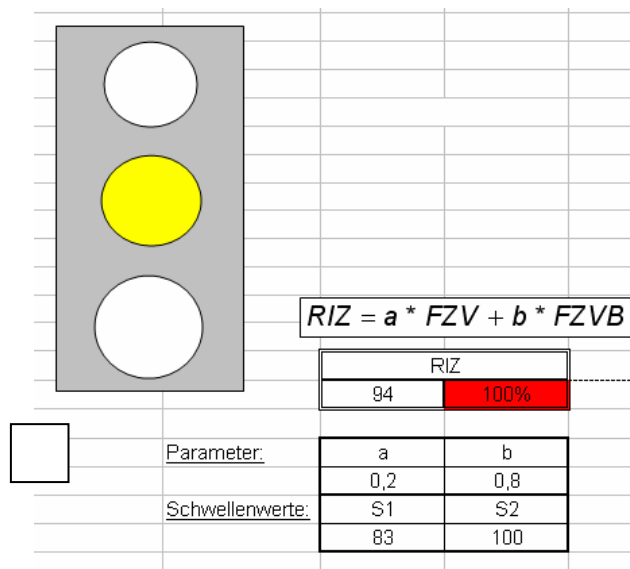 RIZ = a * FZV + b * FZVB
RIZ
94 100%
Parameter: a b
0,2 0,8
Schwellenwerte: S1 S2
83 100